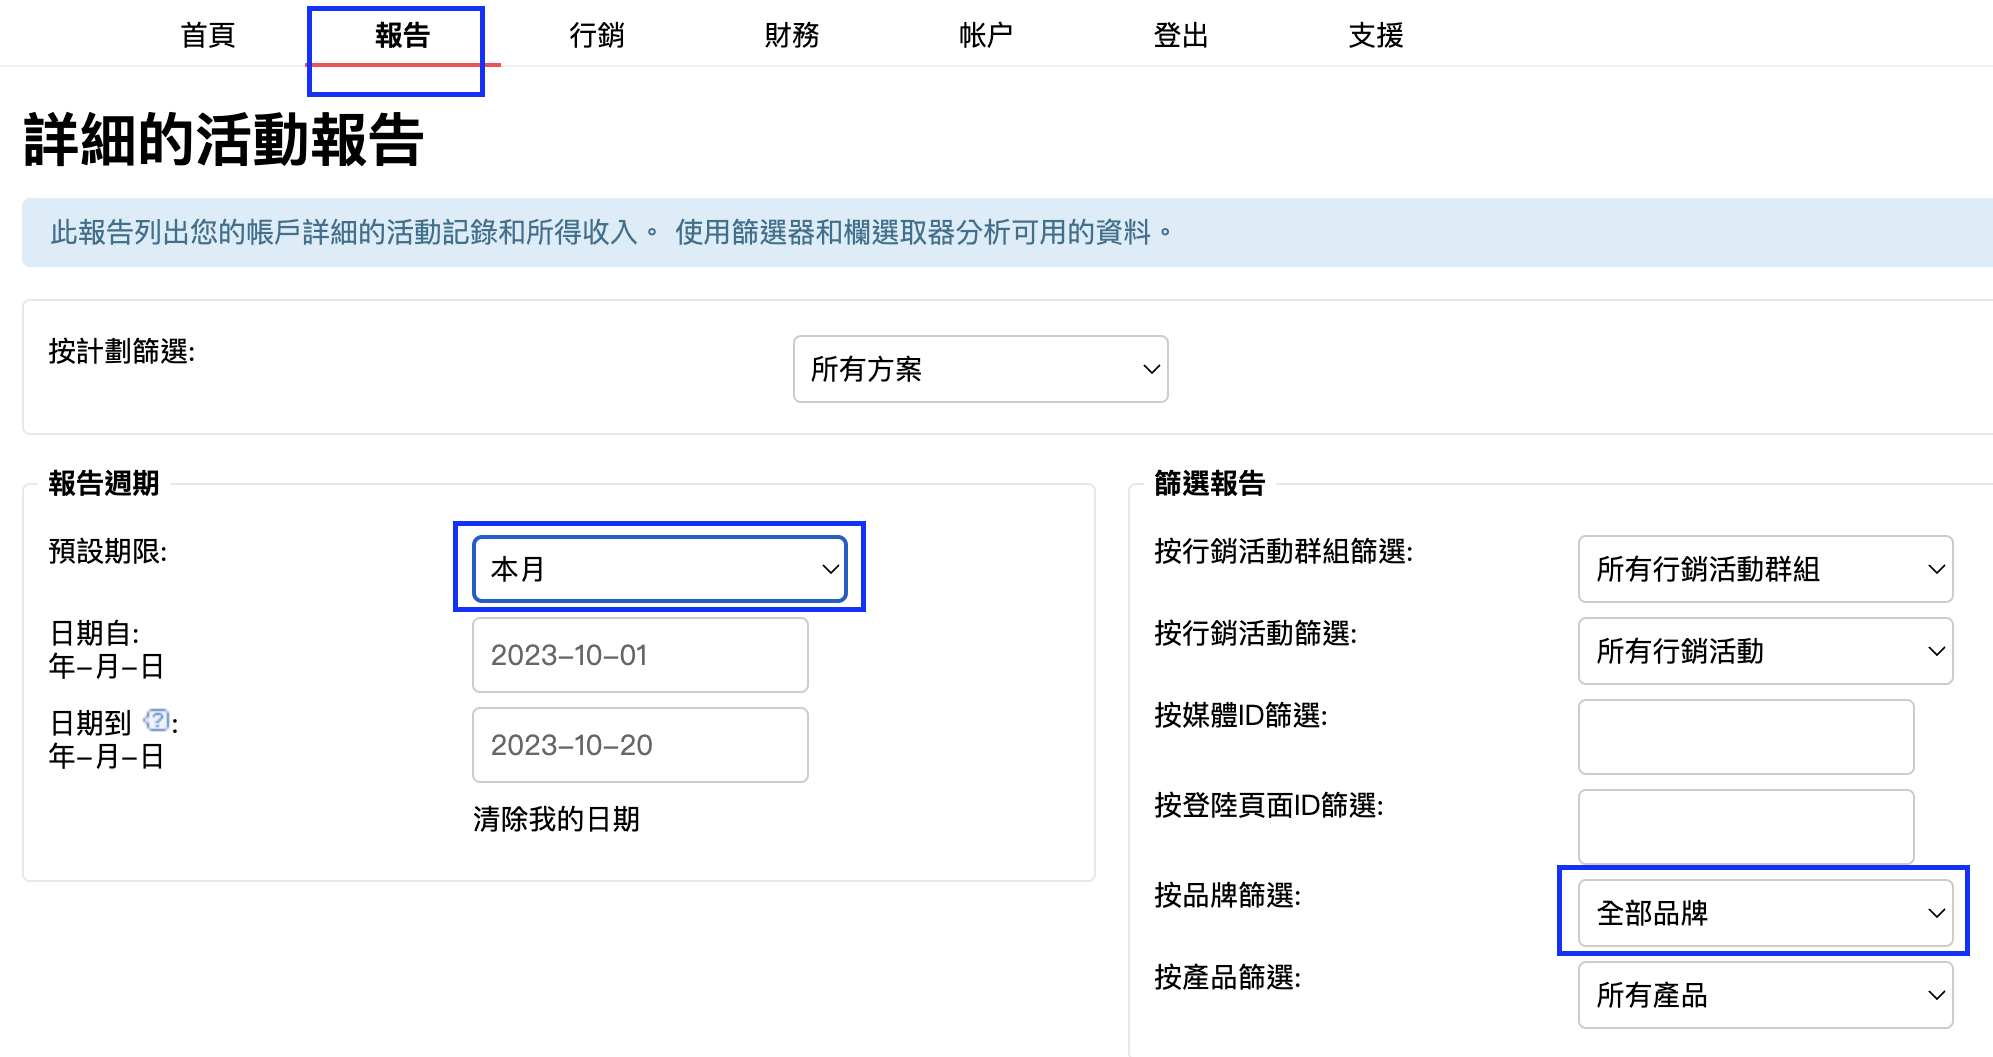 首頁 報告 行銷 財務 帐户 登出 支援
詳細的活動報告
此報告列出您的帳戶詳細的活動記錄和所得收入。 使用篩選器和欄選取器分析可用的資料。
按計劃篩選: 所有方案
報告週期
預設期限: 本月
日期自:
年-月-日
2023-10-01
日期到 ?:
年-月-日
2023-10-20
清除我的日期
篩選報告
按行銷活動群組篩選: 所有行銷活動群組
按行銷活動篩選: 所有行銷活動
按媒體ID篩選:
按登陸頁面ID篩選:
按品牌篩選: 全部品牌
按產品篩選: 所有產品